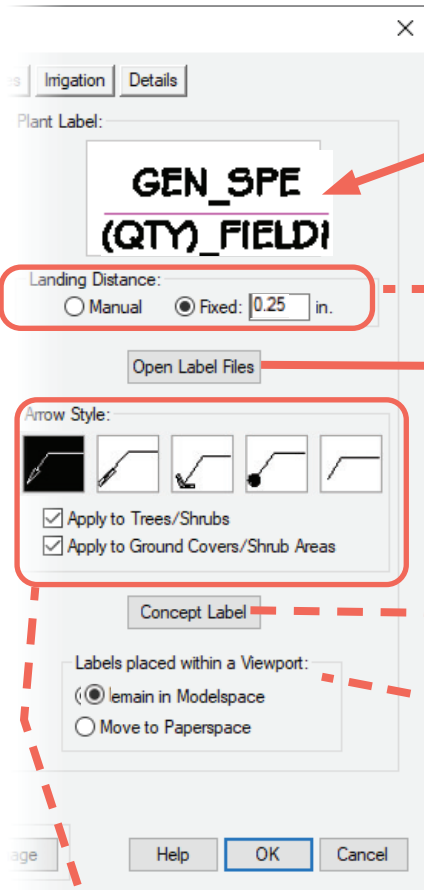 Irrigation Details
Plant Label:
GEN_SPE
(QTY)_FIELD
Landing Distance:
Manual Fixed: 0.25 in.
Open Label Files
Arrow Style:
Apply to Trees/Shrubs
Apply to Ground Covers/Shrub Areas
Concept Label
Labels placed within a Viewport:
emain in Modelspace
Move to Paperspace
age Help OK Cancel